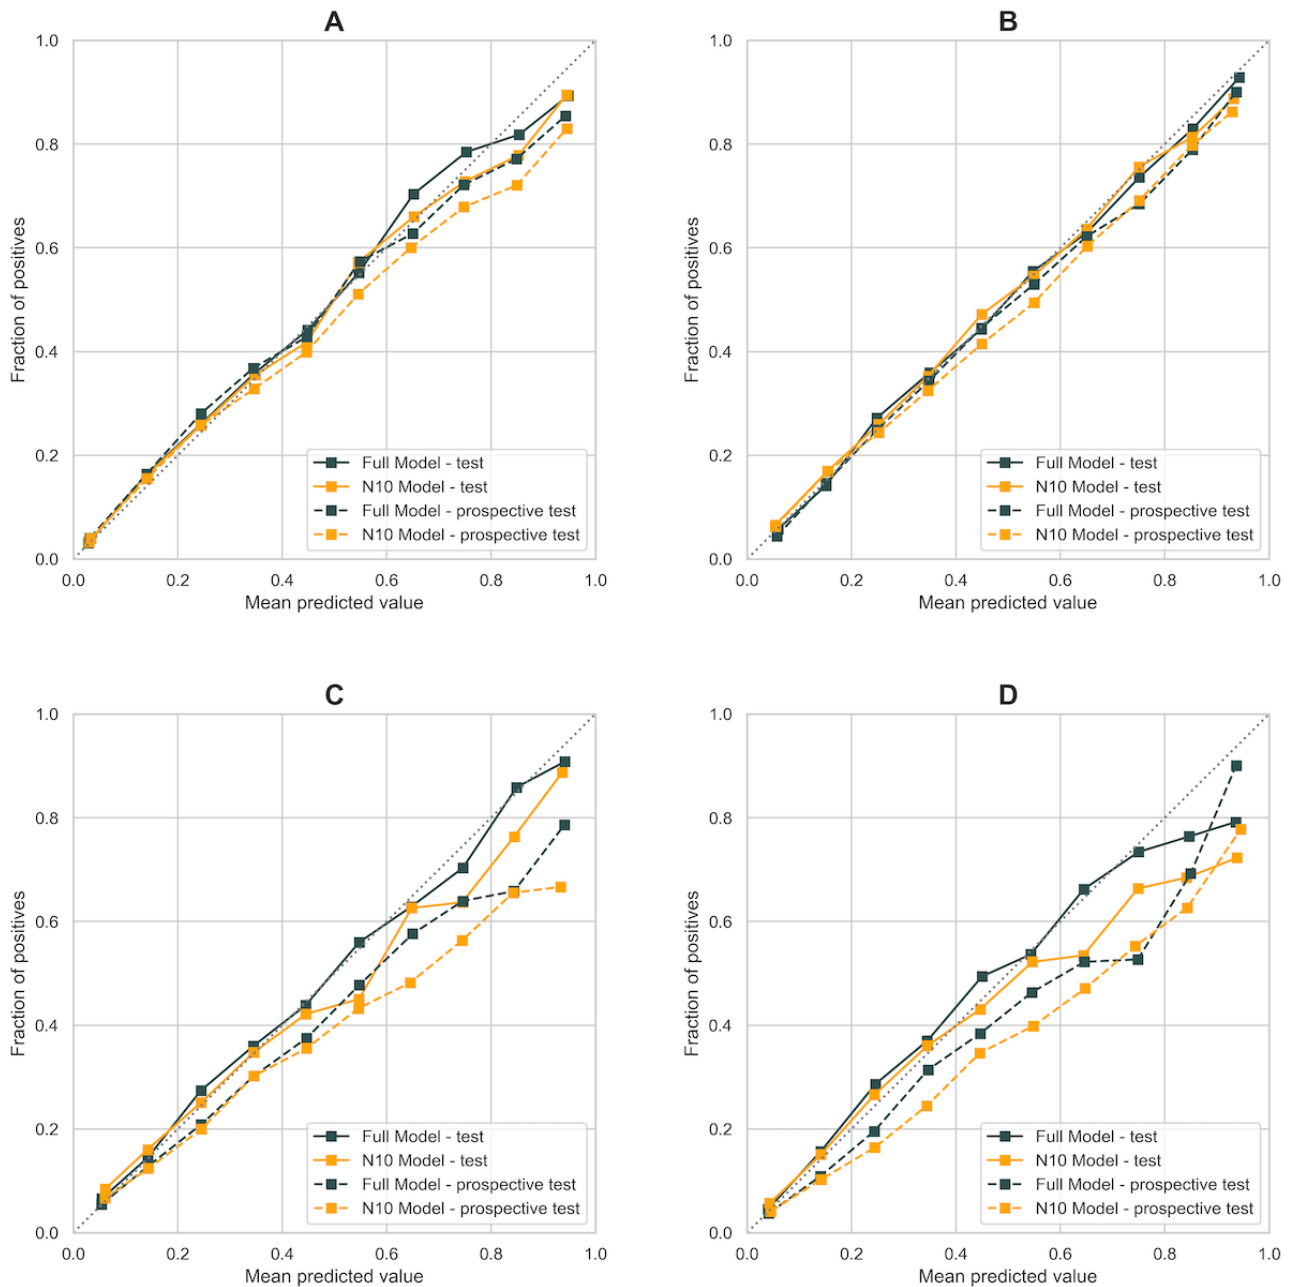 A
1.0
0.8
0.6
0.4
0.2
0.0
Fraction of positives
Full Model - test
N10 Model - test
Full Model - prospective test
N10 Model - prospective test
0.0 0.2 0.4 0.6 0.8 1.0
Mean predicted value
B
1.0
0.8
0.6
0.4
0.2
0.0
Fraction of positives
Full Model - test
N10 Model - test
Full Model - prospective test
N10 Model - prospective test
0.0 0.2 0.4 0.6 0.8 1.0
Mean predicted value
C
1.0
0.8
0.6
0.4
0.2
0.0
Fraction of positives
Full Model - test
N10 Model - test
Full Model - prospective test
N10 Model - prospective test
0.0 0.2 0.4 0.6 0.8 1.0
Mean predicted value
D
1.0
0.8
0.6
0.4
0.2
0.0
Fraction of positives
Full Model - test
N10 Model - test
Full Model - prospective test
N10 Model - prospective test
0.0 0.2 0.4 0.6 0.8 1.0
Mean predicted value